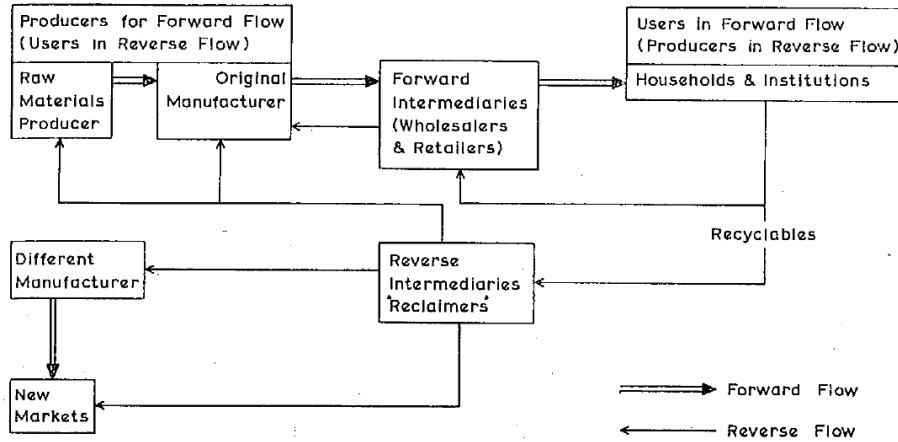 Producers for Forward Flow
(Users in Reverse Flow)
Raw
Materials
Producer
Original
Manufacturer
Forward
Intermediaries
(Wholesalers
& Retailers)
Users in Forward Flow
(Producers in Reverse Flow)
Households & Institutions
Recyclables
Different
Manufacturer
Reverse
Intermediaries
"Reclaimers"
New
Markets
Forward Flow
Reverse Flow